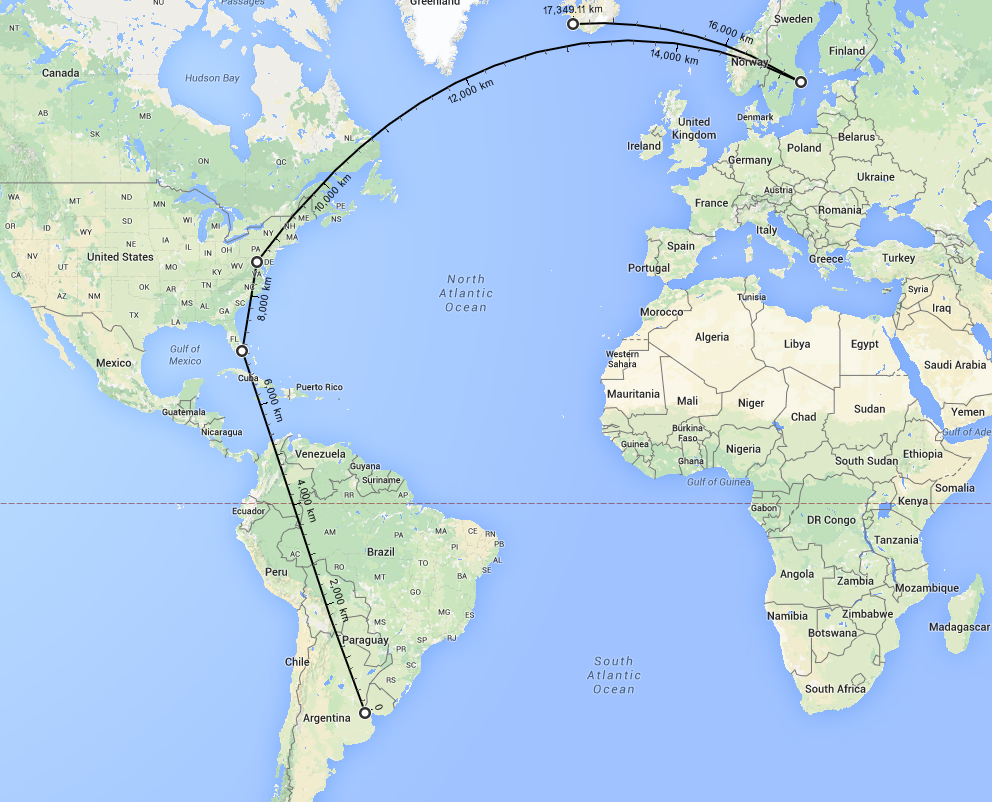 Passages
Greenland
17,349.11 km
Sweden
16,000 km
NU
NT
Finland
14,000 km
Norway
Canada
Hudson Bay
12,000 km
AB
MB
Denmark
United
Kingdom
SK
NL
Belarus
Ireland
Poland
ON
QC
Germany
Ukraine
Austria
10,000 km
WA
MT
ND
MN
PE
France
Romania
NS
ME
OR
ID
SD
WI
MI
NH
WY
NY
MA
Italy
NE
IA
Spain
NV
IL
OH
PA
United States
IN
Greece
Turkey
UT
DE
Portugal
CA
MO
KY
WV
VA
Syria
OK
TN
NC
8,000 km
North
Atlantic
Ocean
AZ
NM
AR
Tunisia
MS
AL
SC
Iraq
TX
GA
Morocco
LA
Algeria
FL
Libya
Egypt
Gulf of
Mexico
Western
Sahara
Mexico
Saudi Arabia
Cuba
6,000 km
Puerto Rico
Mauritania
Mali
Niger
Sudan
Guatemala
Chad
Yemen
Nicaragua
Burkina
Faso
Gulf of Ade
Guinea
Nigeria
Venezuela
Ethiopia
Ghana
South Sudan
Guyana
Suriname
Gulf of Guinea
4,000 km
RR
AP
Somalia
Kenya
Ecuador
Gabon
DR Congo
AM
PA
MA
CE
RN
Tanzania
PB
AC
Brazil
PI
AL
RO
TO
SE
Peru
MT
BA
Angola
Zambia
2,000 km
GO
Mozambique
MG
ES
Namibia
Zimbabwe
MS
Madagascar
Botswana
Paraguay
SP
RJ
PR
Chile
SC
South
Atlantic
Ocean
RS
South Africa
0
Argentina